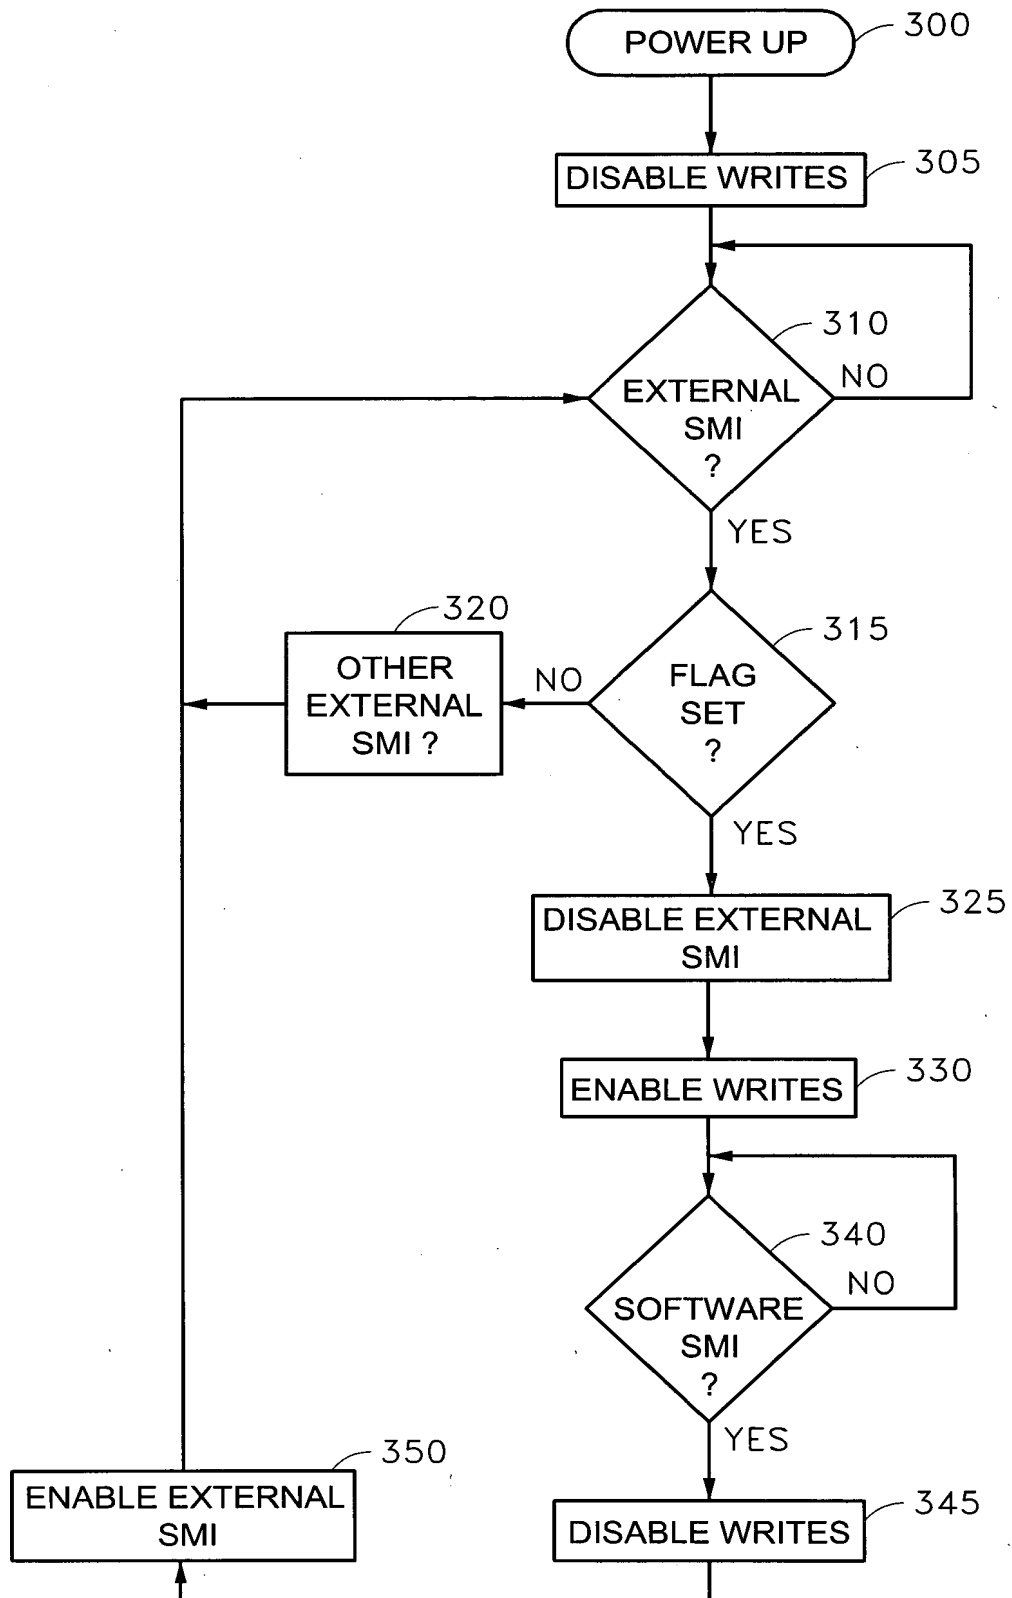 POWER UP
300
DISABLE WRITES
305
310
EXTERNAL
SMI
?
NO
YES
320
315
OTHER
EXTERNAL
SMI ?
NO
FLAG
SET
?
YES
325
DISABLE EXTERNAL
SMI
330
ENABLE WRITES
340
SOFTWARE
SMI
?
NO
YES
350
ENABLE EXTERNAL
SMI
345
DISABLE WRITES